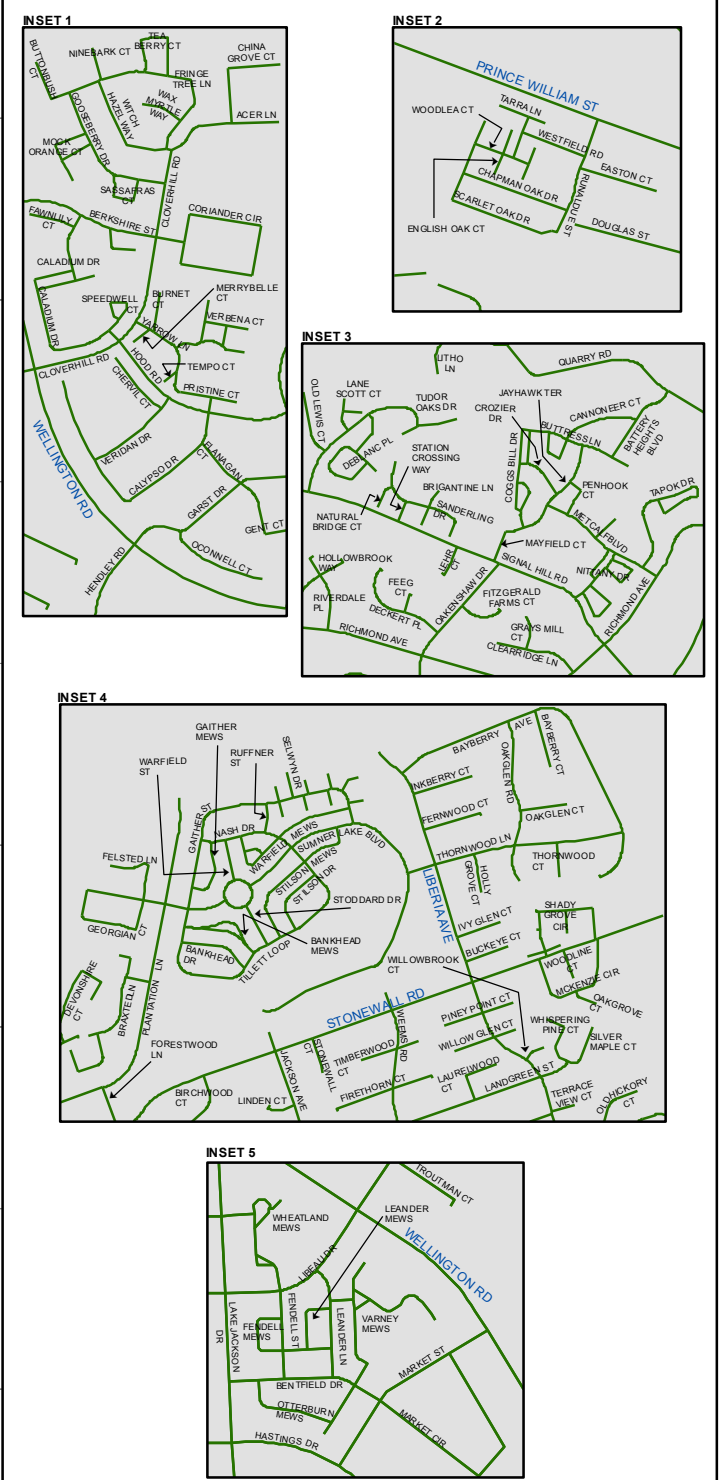 INSET 1
BUTTONBUSH
CT
NINEBARK CT
TEA
BERRY CT
CHINA
GROVE CT
FRINGE
TREE LN
GOOSEBERRY DR
WITCH
HAZEL WAY
WAX
MYRTLE
WAY
ACER LN
MOCK
ORANGE CT
SASSAFRAS
CT
CLOVERHILL RD
FAWNLILY
CT
BERKSHIRE ST
CORIANDER CIR
CALADIUM DR
CALADIUM DR
SPEEDWELL
CT
BURNET
CT
MERRYBELLE
CT
YARROW LN
VERBENA CT
CLOVERHILL RD
HOOD RD
TEMPO CT
CHERVIL CT
PRISTINE CT
VERIDAN DR
WELLINGTON RD
CALYPSO DR
FLANAGAN
CT
GARST DR
GENT CT
OCONNELL CT
HENDLEY RD
INSET 2
PRINCE WILLIAM ST
TARRA LN
WOODLEA CT
WESTFIELD RD
EASTON CT
CHAPMAN OAK DR
RUNALDUE ST
SCARLET OAK DR
ENGLISH OAK CT
DOUGLAS ST
INSET 3
LITHO
LN
QUARRY RD
OLD LEWIS CT
LANE
SCOTT CT
TUDOR
OAKS DR
JAYHAWK TER
CROZIER
DR
CANNONEER CT
BUTTRESS LN
BATTERY
HEIGHTS
BLVD
DEBLANC PL
STATION
CROSSING
WAY
COGGS BILL DR
PENHOOK
CT
BRIGANTINE LN
TAPOK DR
SANDERLING
DR
NATURAL
BRIDGE CT
METCALF BLVD
MAYFIELD CT
HOLLOWBROOK
WAY
JEHR
CT
SIGNAL HILL RD
NITTANY DR
FEEG
CT
OAKENSHAW DR
FITZGERALD
FARMS CT
RIVERDALE
PL
DECKERT PL
RICHMOND AVE
RICHMOND AVE
GRAYS MILL
CT
CLEARRIDGE LN
INSET 4
GAITHER
MEWS
WARFIELD
ST
RUFFNER
ST
SELWYN DR
BAYBERRY AVE
BAYBERRY CT
OAKGLEN RD
INKBERRY CT
GAITHER ST
NASH DR
WARFIELD MEWS
SUMNER LAKE BLVD
FERNWOOD CT
OAKGLEN CT
FELSTED LN
THORNWOOD LN
THORNWOOD
CT
STILSON MEWS
STILSON DR
LIBERIA AVE
HOLLY
GROVE CT
STODDARD DR
IVY GLEN CT
SHADY
GROVE
CIR
GEORGIAN CT
BANKHEAD
MEWS
BUCKEYE CT
BANKHEAD
DR
TILLETT LOOP
WILLOWBROOK
CT
WOODLINE
CT
MCKENZIE CIR
DEVONSHIRE
CT
BRAXTED LN
PLANTATION LN
STONEWALL RD
OAKGROVE
CT
PINEY POINT CT
WHISPERING
PINE CT
WEEMS RD
WILLOW GLEN CT
SILVER
MAPLE CT
FORESTWOOD
LN
JACKSON AVE
STONEWALL
CT
TIMBERWOOD
CT
LAURELWOOD
CT
LANDGREEN ST
FIRETHORN CT
BIRCHWOOD
CT
LINDEN CT
TERRACE
VIEW CT
OLD HICKORY
CT
INSET 5
TROUTMAN CT
WHEATLAND
MEWS
LEANDER
MEWS
WELLINGTON RD
LIBEAU DR
LAKE JACKSON
DR
FENDELL
MEWS
FENDELL ST
LEANDER LN
VARNEY
MEWS
MARKET ST
BENTFIELD DR
OTTERBURN
MEWS
MARKET CIR
HASTINGS DR